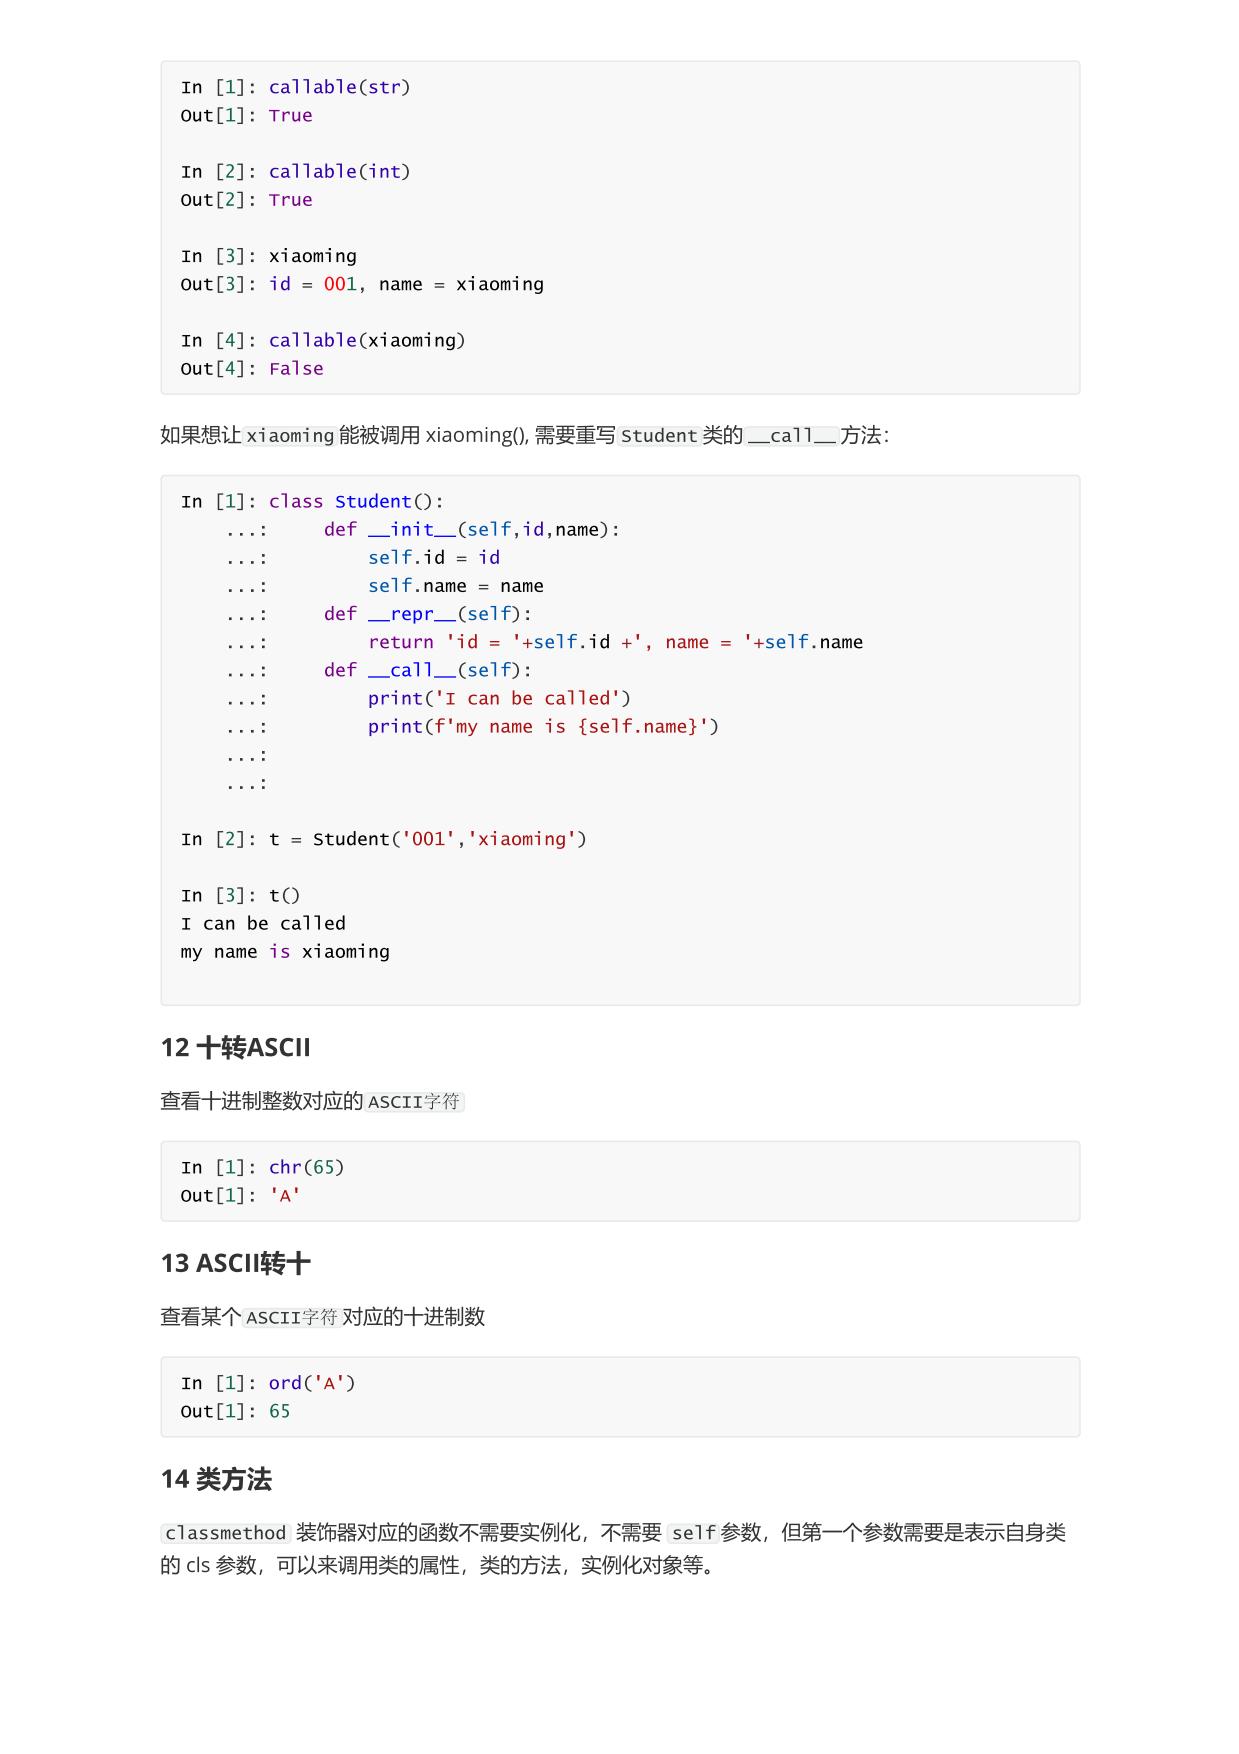 In [1]: callable(str)
Out[1]: True
In [2]: callable(int)
Out[2]: True
In [3]: xiaoming
Out[3]: id = 001, name = xiaoming
In [4]: callable(xiaoming)
Out[4]: False
如果想让xiaoming能被调用 xiaoming(), 需要重写Student类的__call__方法：
In [1]: class Student():
   ...:     def __init__(self,id,name):
   ...:         self.id = id
   ...:         self.name = name
   ...:     def __repr__(self):
   ...:         return 'id = '+self.id +', name = '+self.name
   ...:     def __call__(self):
   ...:         print('I can be called')
   ...:         print(f'my name is {self.name}')
   ...:
   ...:
In [2]: t = Student('001','xiaoming')
In [3]: t()
I can be called
my name is xiaoming
12 十转ASCII
查看十进制整数对应的ASCII字符
In [1]: chr(65)
Out[1]: 'A'
13 ASCII转十
查看某个ASCII字符对应的十进制数
In [1]: ord('A')
Out[1]: 65
14 类方法
classmethod 装饰器对应的函数不需要实例化，不需要 self参数，但第一个参数需要是表示自身类
的 cls 参数，可以来调用类的属性，类的方法，实例化对象等。